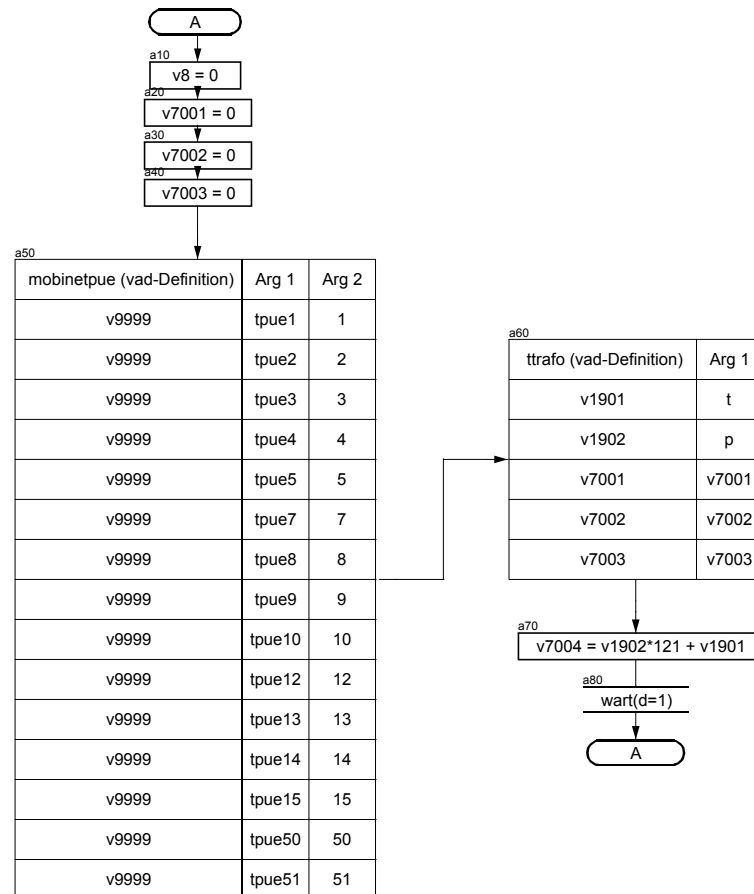 A
a10
v8 = 0
a20
v7001 = 0
a30
v7002 = 0
a40
v7003 = 0
a50
mobinetpue (vad-Definition) Arg 1 Arg 2
v9999 tpue1 1
v9999 tpue2 2
v9999 tpue3 3
v9999 tpue4 4
v9999 tpue5 5
v9999 tpue7 7
v9999 tpue8 8
v9999 tpue9 9
v9999 tpue10 10
v9999 tpue12 12
v9999 tpue13 13
v9999 tpue14 14
v9999 tpue15 15
v9999 tpue50 50
v9999 tpue51 51
a60
ttrafo (vad-Definition) Arg 1
v1901 t
v1902 p
v7001 v7001
v7002 v7002
v7003 v7003
a70
v7004 = v1902*121 + v1901
a80
wart(d=1)
A